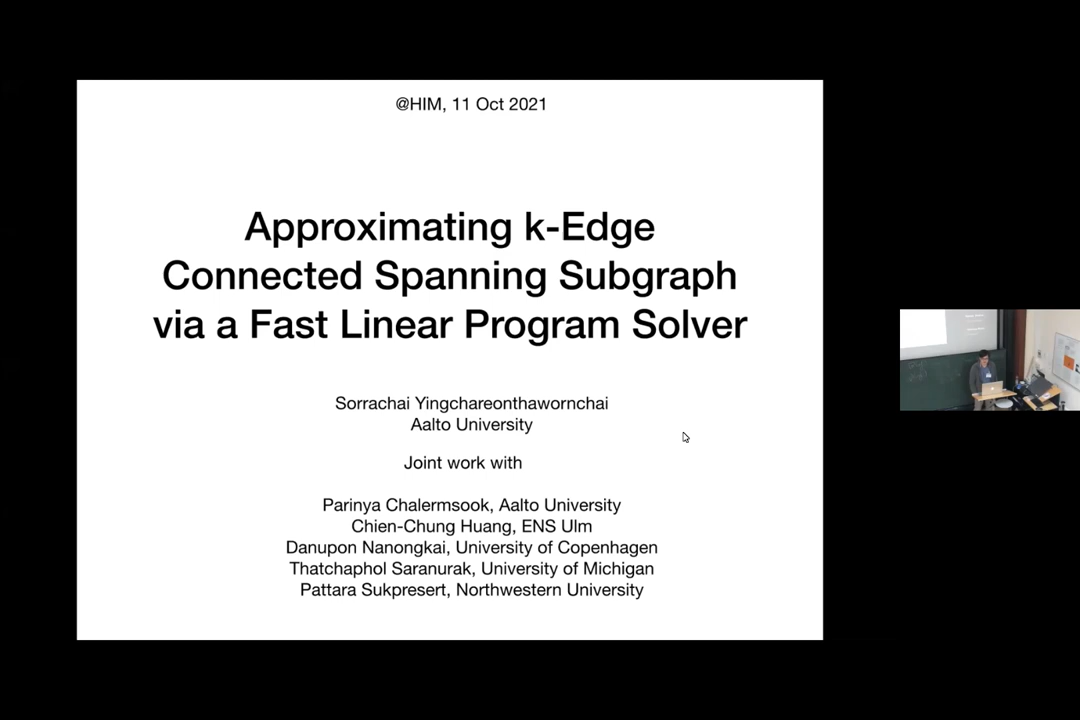 @HIM, 11 Oct 2021
Approximating k-Edge
Connected Spanning Subgraph
via a Fast Linear Program Solver
Sorrachai Yingchareonthawornchai
Aalto University
Joint work with
Parinya Chalermsook, Aalto University
Chien-Chung Huang, ENS Ulm
Danupon Nanongkai, University of Copenhagen
Thatchaphol Saranurak, University of Michigan
Pattara Sukpresert, Northwestern University